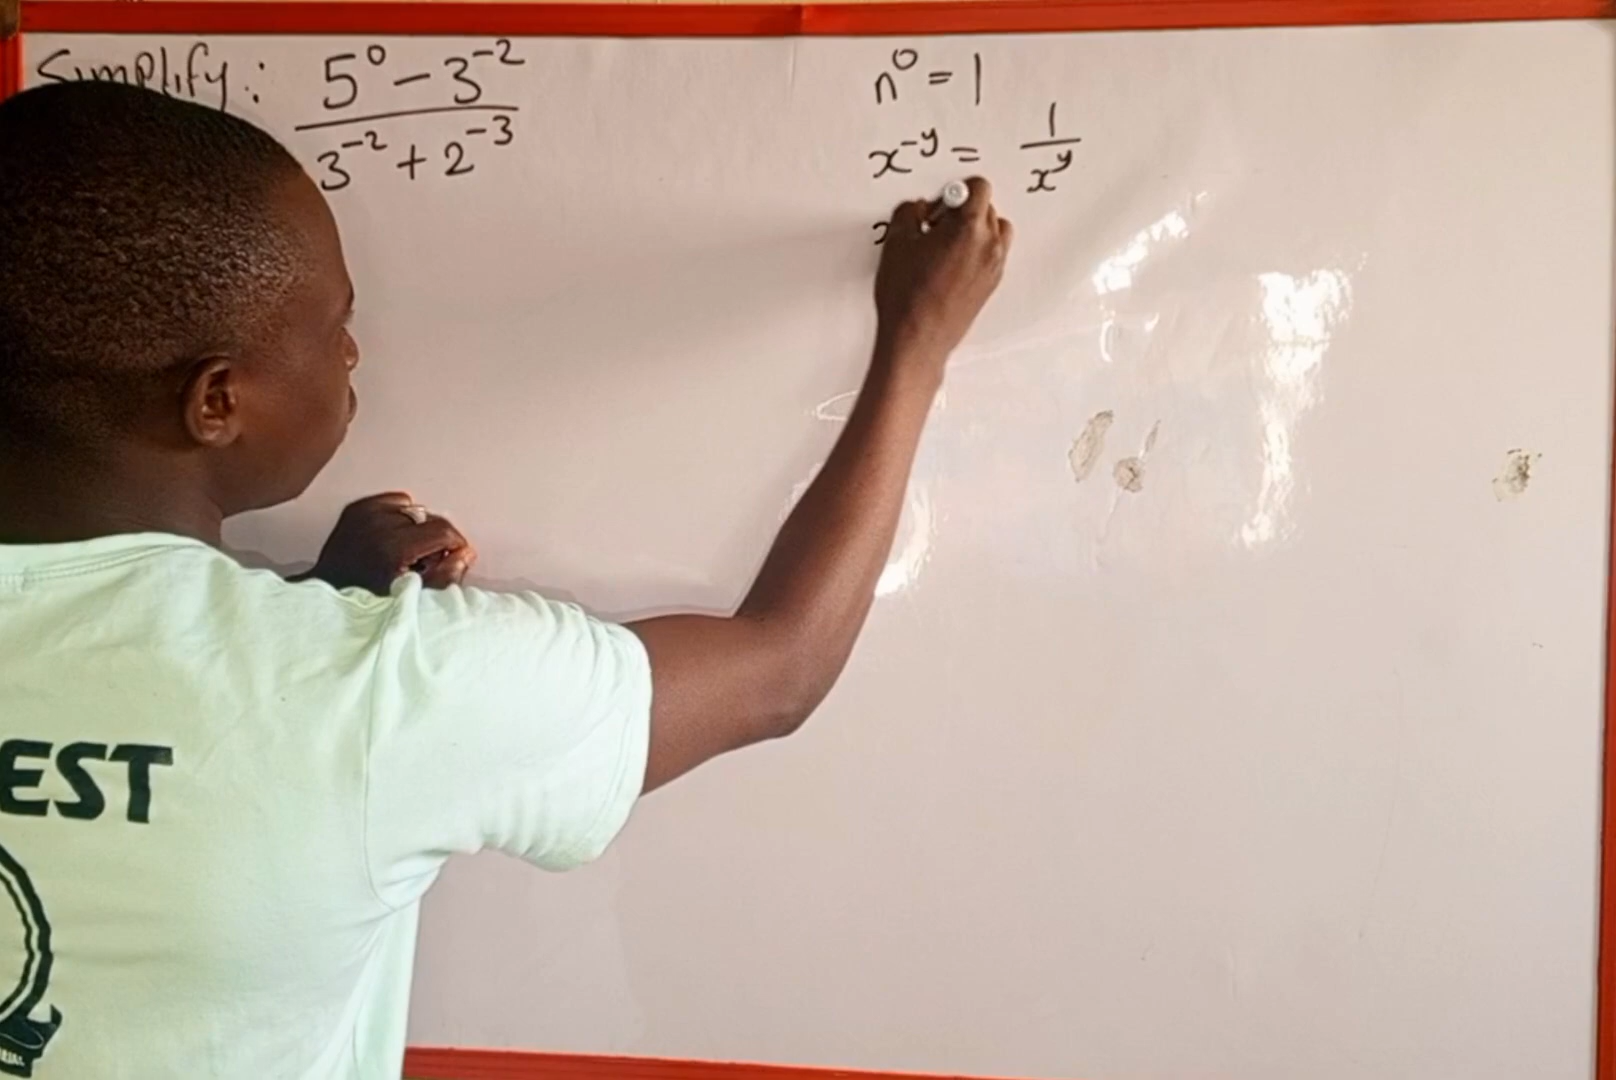 Simplify: 5⁰ - 3⁻² / 3⁻² + 2⁻³
n⁰ = 1
x⁻ʸ = 1 / xʸ
x
EST